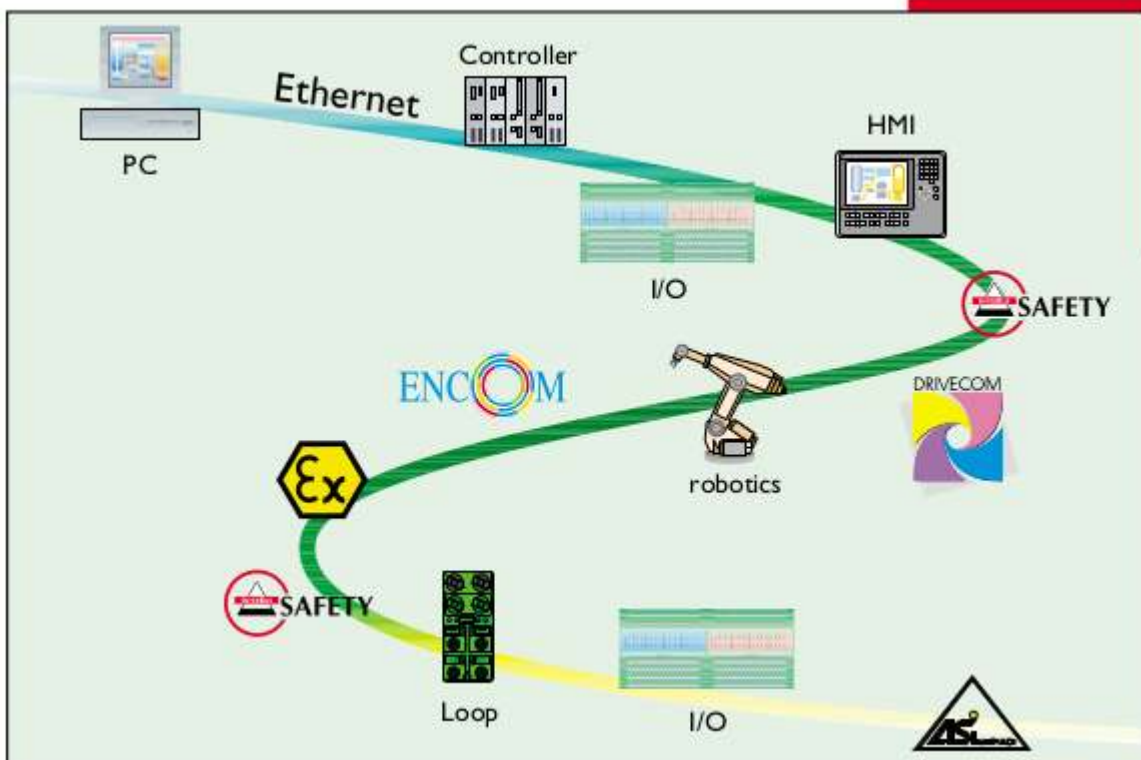 Controller
Ethernet
HMI
PC
I/O
SAFETY
DRIVECOM
ENCOM
Ex
robotics
SAFETY
Loop
I/O